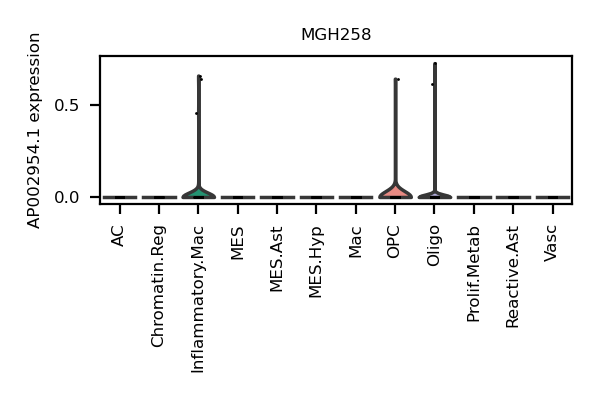 MGH258
AP002954.1 expression
0.5
0.0
AC
Chromatin.Reg
Inflammatory.Mac
MES
MES.Ast
MES.Hyp
Mac
OPC
Oligo
Prolif.Metab
Reactive.Ast
Vasc